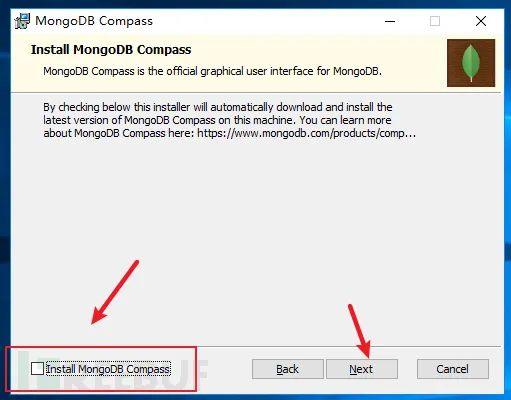 MongoDB Compass
Install MongoDB Compass
MongoDB Compass is the official graphical user interface for MongoDB.
By checking below this installer will automatically download and install the
latest version of MongoDB Compass on this machine. You can learn more
about MongoDB Compass here: https://www.mongodb.com/products/comp...
Install MongoDB Compass
Back
Next
Cancel
REEBUF